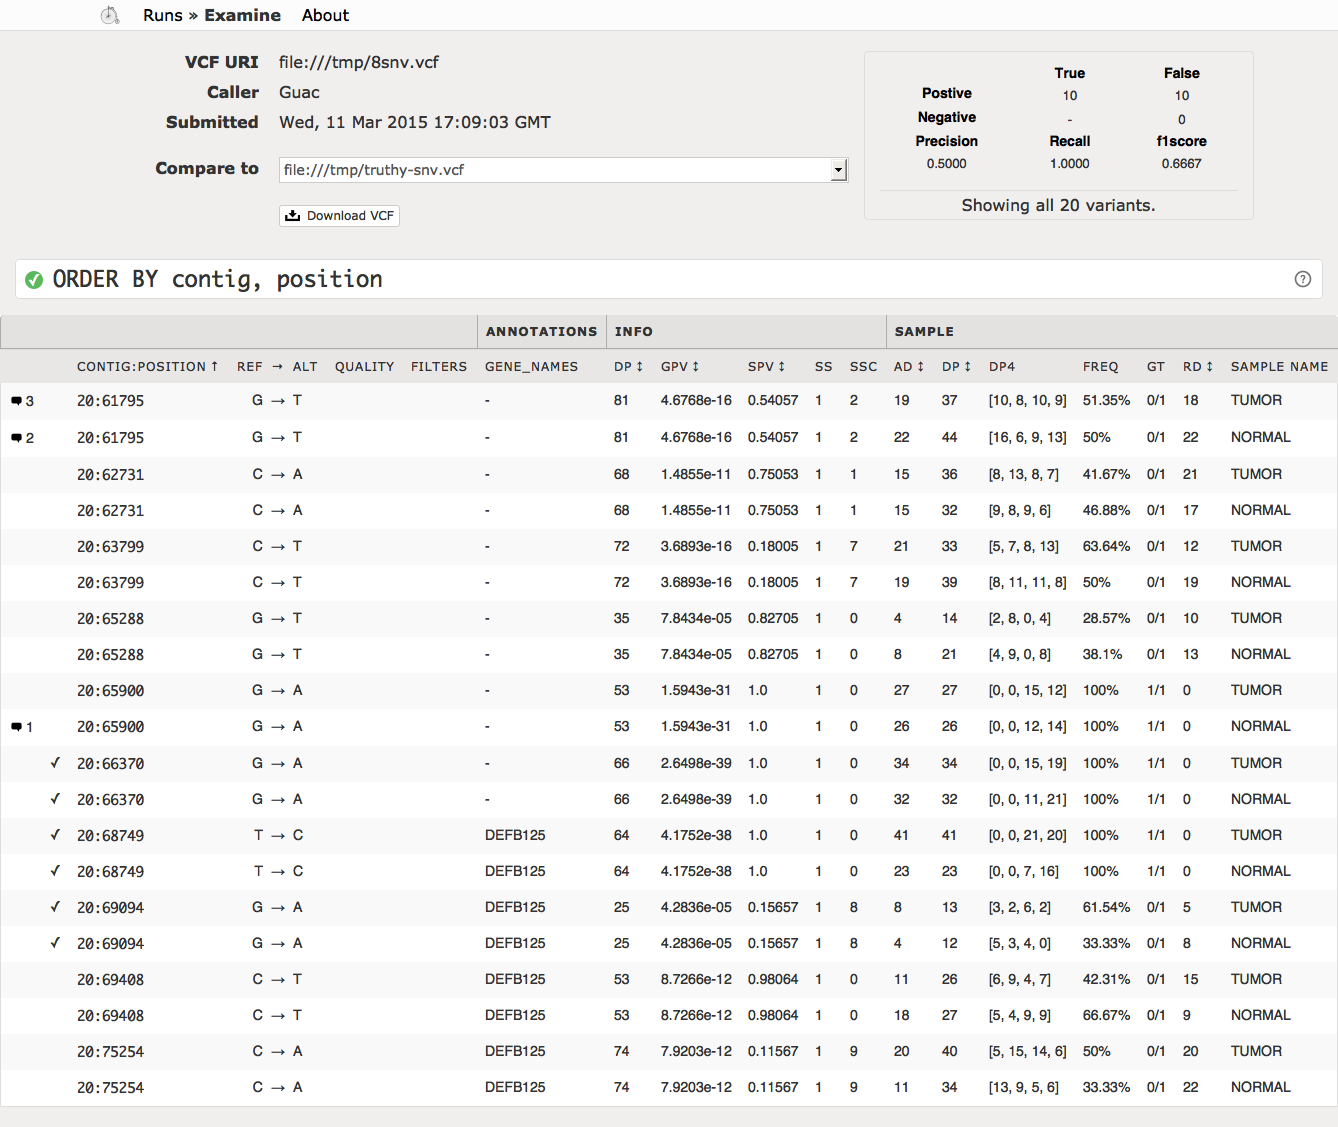 Runs » Examine About
VCF URI file:///tmp/8snv.vcf
Caller Guac
Submitted Wed, 11 Mar 2015 17:09:03 GMT
Compare to file:///tmp/truthy-snv.vcf
Download VCF
True False
Postive 10 10
Negative - 0
Precision Recall f1score
0.5000 1.0000 0.6667
Showing all 20 variants.
ORDER BY contig, position ?
ANNOTATIONS INFO SAMPLE
CONTIG:POSITION ↑ REF → ALT QUALITY FILTERS GENE_NAMES DP ↕ GPV ↕ SPV ↕ SS SSC AD ↕ DP ↕ DP4 FREQ GT RD ↕ SAMPLE NAME
3 20:61795 G → T - 81 4.6768e-16 0.54057 1 2 19 37 [10, 8, 10, 9] 51.35% 0/1 18 TUMOR
2 20:61795 G → T - 81 4.6768e-16 0.54057 1 2 22 44 [16, 6, 9, 13] 50% 0/1 22 NORMAL
20:62731 C → A - 68 1.4855e-11 0.75053 1 1 15 36 [8, 13, 8, 7] 41.67% 0/1 21 TUMOR
20:62731 C → A - 68 1.4855e-11 0.75053 1 1 15 32 [9, 8, 9, 6] 46.88% 0/1 17 NORMAL
20:63799 C → T - 72 3.6893e-16 0.18005 1 7 21 33 [5, 7, 8, 13] 63.64% 0/1 12 TUMOR
20:63799 C → T - 72 3.6893e-16 0.18005 1 7 19 39 [8, 11, 11, 8] 50% 0/1 19 NORMAL
20:65288 G → T - 35 7.8434e-05 0.82705 1 0 4 14 [2, 8, 0, 4] 28.57% 0/1 10 TUMOR
20:65288 G → T - 35 7.8434e-05 0.82705 1 0 8 21 [4, 9, 0, 8] 38.1% 0/1 13 NORMAL
20:65900 G → A - 53 1.5943e-31 1.0 1 0 27 27 [0, 0, 15, 12] 100% 1/1 0 TUMOR
1 20:65900 G → A - 53 1.5943e-31 1.0 1 0 26 26 [0, 0, 12, 14] 100% 1/1 0 NORMAL
✓ 20:66370 G → A - 66 2.6498e-39 1.0 1 0 34 34 [0, 0, 15, 19] 100% 1/1 0 TUMOR
✓ 20:66370 G → A - 66 2.6498e-39 1.0 1 0 32 32 [0, 0, 11, 21] 100% 1/1 0 NORMAL
✓ 20:68749 T → C DEFB125 64 4.1752e-38 1.0 1 0 41 41 [0, 0, 21, 20] 100% 1/1 0 TUMOR
✓ 20:68749 T → C DEFB125 64 4.1752e-38 1.0 1 0 23 23 [0, 0, 7, 16] 100% 1/1 0 NORMAL
✓ 20:69094 G → A DEFB125 25 4.2836e-05 0.15657 1 8 8 13 [3, 2, 6, 2] 61.54% 0/1 5 TUMOR
✓ 20:69094 G → A DEFB125 25 4.2836e-05 0.15657 1 8 4 12 [5, 3, 4, 0] 33.33% 0/1 8 NORMAL
20:69408 C → T DEFB125 53 8.7266e-12 0.98064 1 0 11 26 [6, 9, 4, 7] 42.31% 0/1 15 TUMOR
20:69408 C → T DEFB125 53 8.7266e-12 0.98064 1 0 18 27 [5, 4, 9, 9] 66.67% 0/1 9 NORMAL
20:75254 C → A DEFB125 74 7.9203e-12 0.11567 1 9 20 40 [5, 15, 14, 6] 50% 0/1 20 TUMOR
20:75254 C → A DEFB125 74 7.9203e-12 0.11567 1 9 11 34 [13, 9, 5, 6] 33.33% 0/1 22 NORMAL